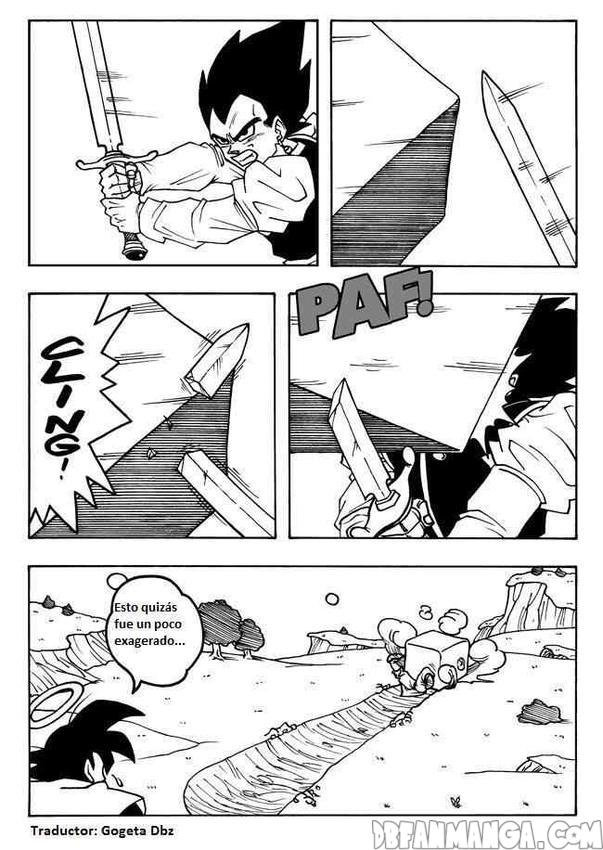 PAF!
CLING!
Esto quizás
fue un poco
exagerado...
Traductor: Gogeta Dbz
DBFANMANGA.COM